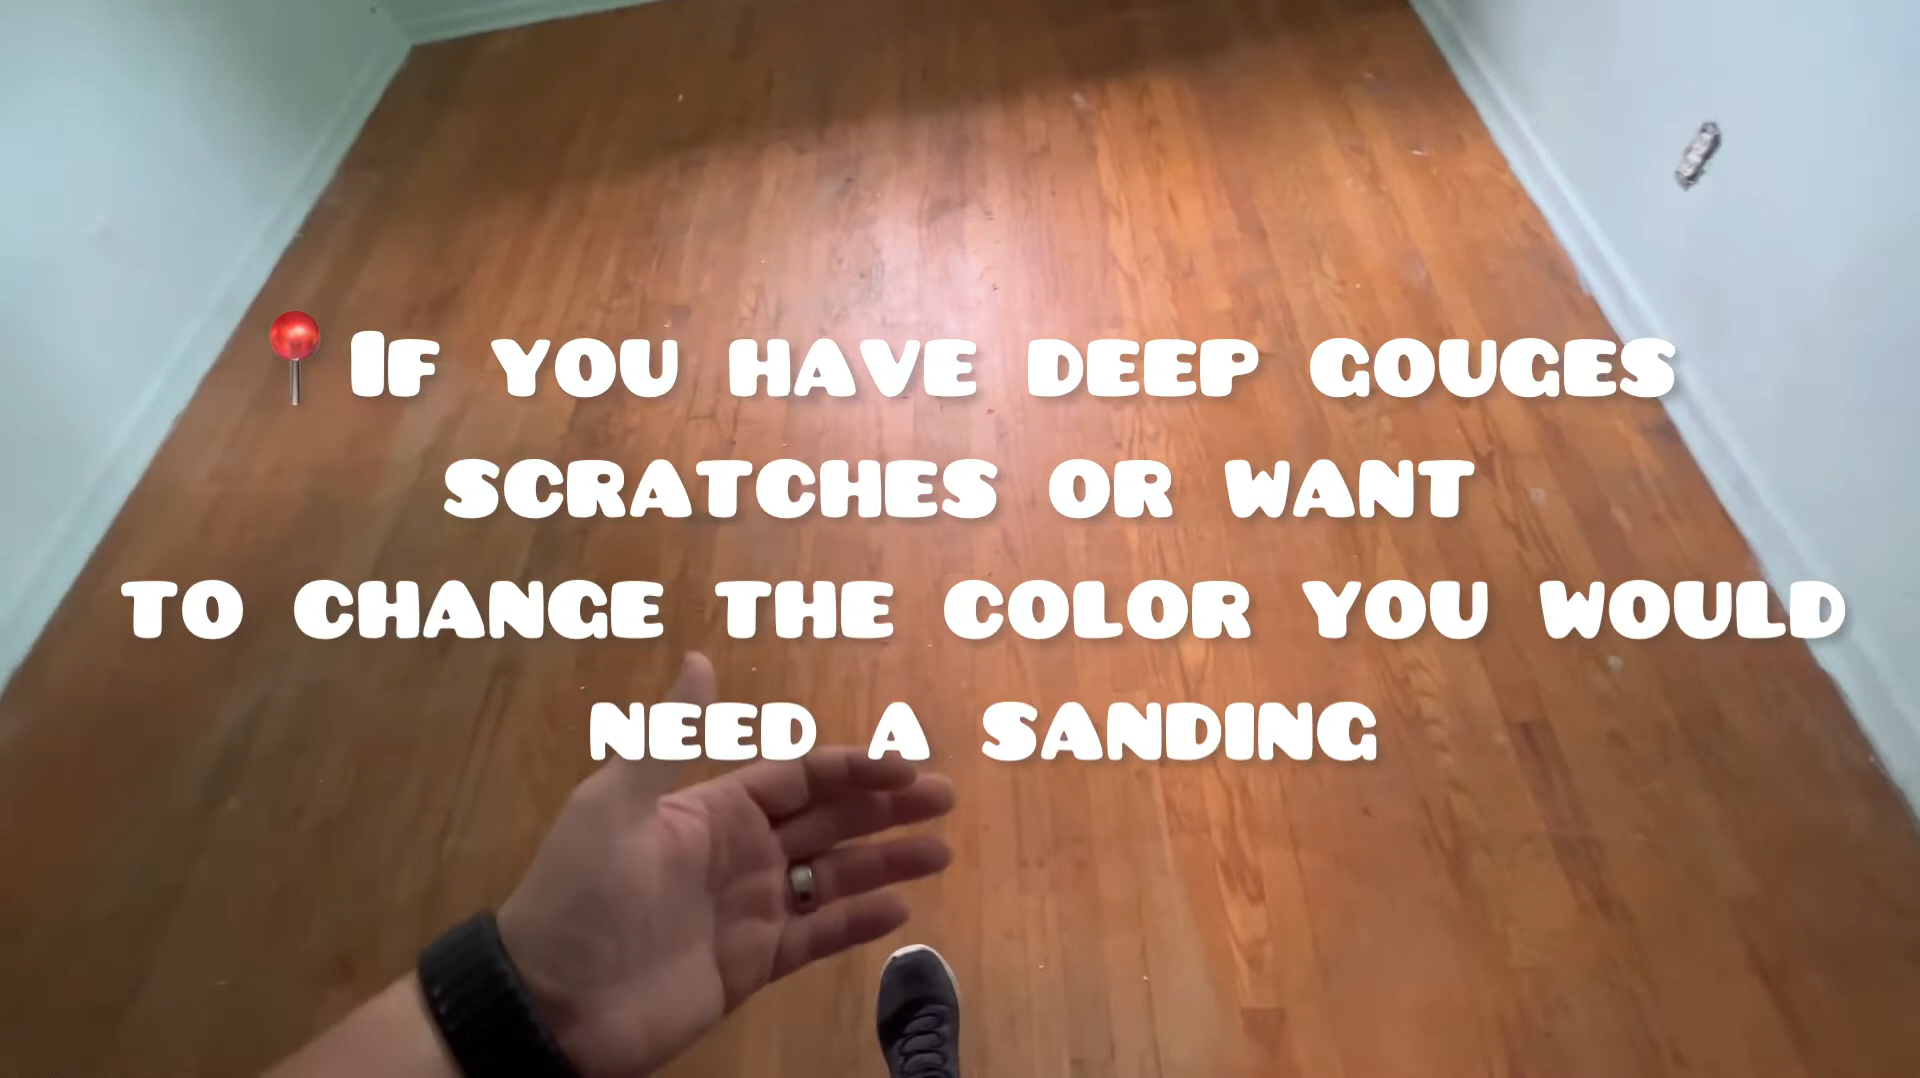 📍If you have deep gouges
scratches or want
to change the color you would
need a sanding